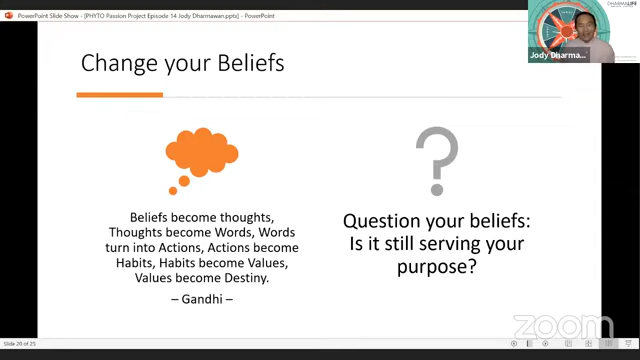 PowerPoint Slide Show - [PHYTO Passion Project Episode 14 Jody Dharmawan.pptx] - PowerPoint
DHARMALIFE
Jody Dharmawa...
Change your Beliefs
Beliefs become thoughts,
Thoughts become Words, Words
turn into Actions, Actions become
Habits, Habits become Values,
Values become Destiny.
– Gandhi –
?
Question your beliefs:
Is it still serving your
purpose?
zoom
Slide 20 of 25